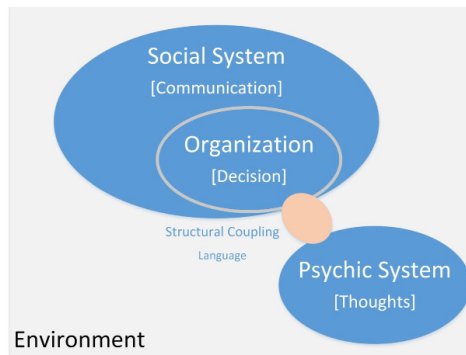 Social System
[Communication]
Organization
[Decision]
Structural Coupling
Language
Psychic System
[Thoughts]
Environment